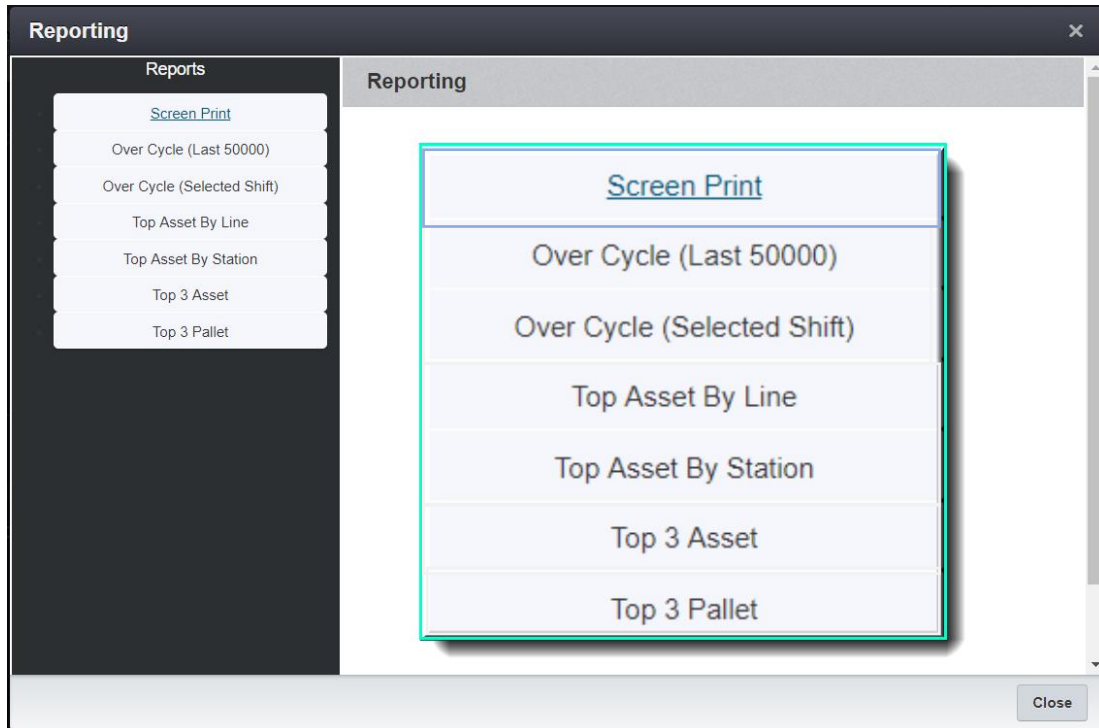 Reporting
×
Reports
Screen Print
Over Cycle (Last 50000)
Over Cycle (Selected Shift)
Top Asset By Line
Top Asset By Station
Top 3 Asset
Top 3 Pallet
Reporting
Screen Print
Over Cycle (Last 50000)
Over Cycle (Selected Shift)
Top Asset By Line
Top Asset By Station
Top 3 Asset
Top 3 Pallet
Close